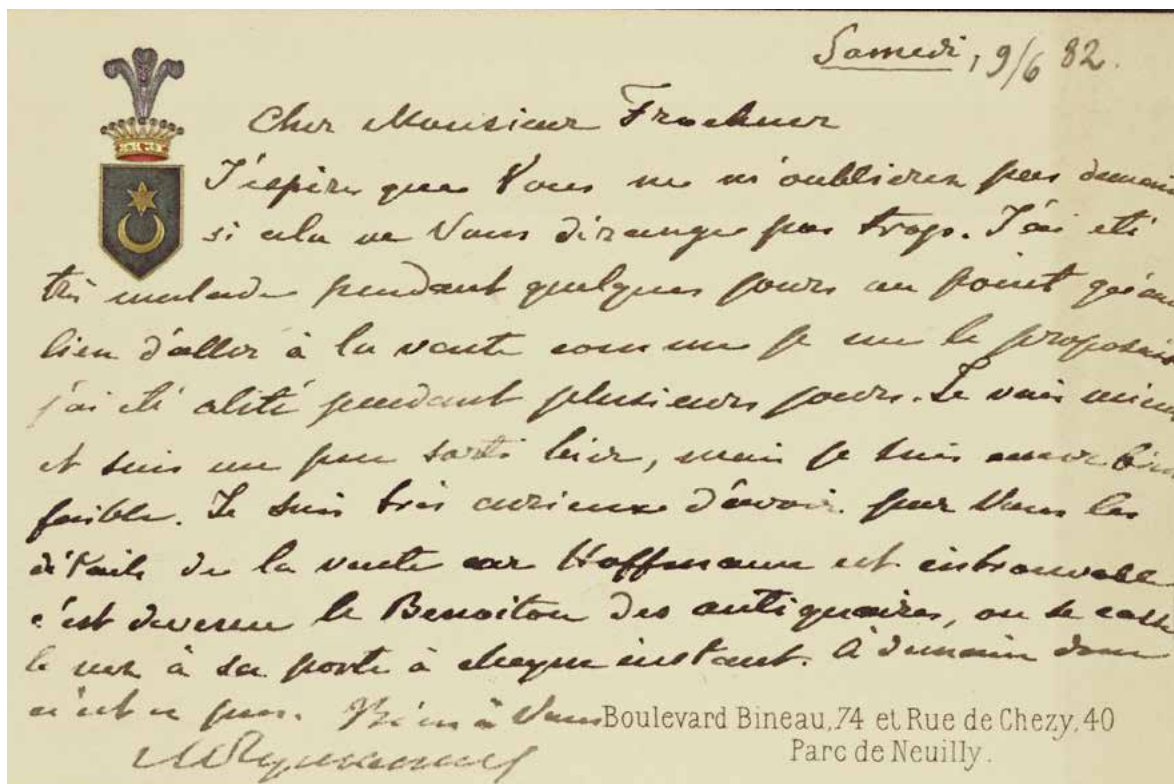 Samedi, 9/6 82.
Cher Monsieur Froehner
J'espère que Vous ne m'oublierez pas demain
si cela ne Vous dérange pas trop. J'ai été
très malade pendant quelques jours au point qu'au
lieu d'aller à la vente comme je me le proposais
j'ai été alité pendant plusieurs jours. Je vais mieux
et suis un peu sorti hier, mais je suis encore bien
faible. Je suis très curieux d'avoir par Vous les
détails de la vente car Hoffmann est introuvable
c'est devenu le Benoiton des antiquaires, on se casse
le nez à sa porte à chaque instant. A demain donc
n'est ce pas. Bien à Vous
Boulevard Bineau, 74 et Rue de Chezy, 40
Parc de Neuilly.